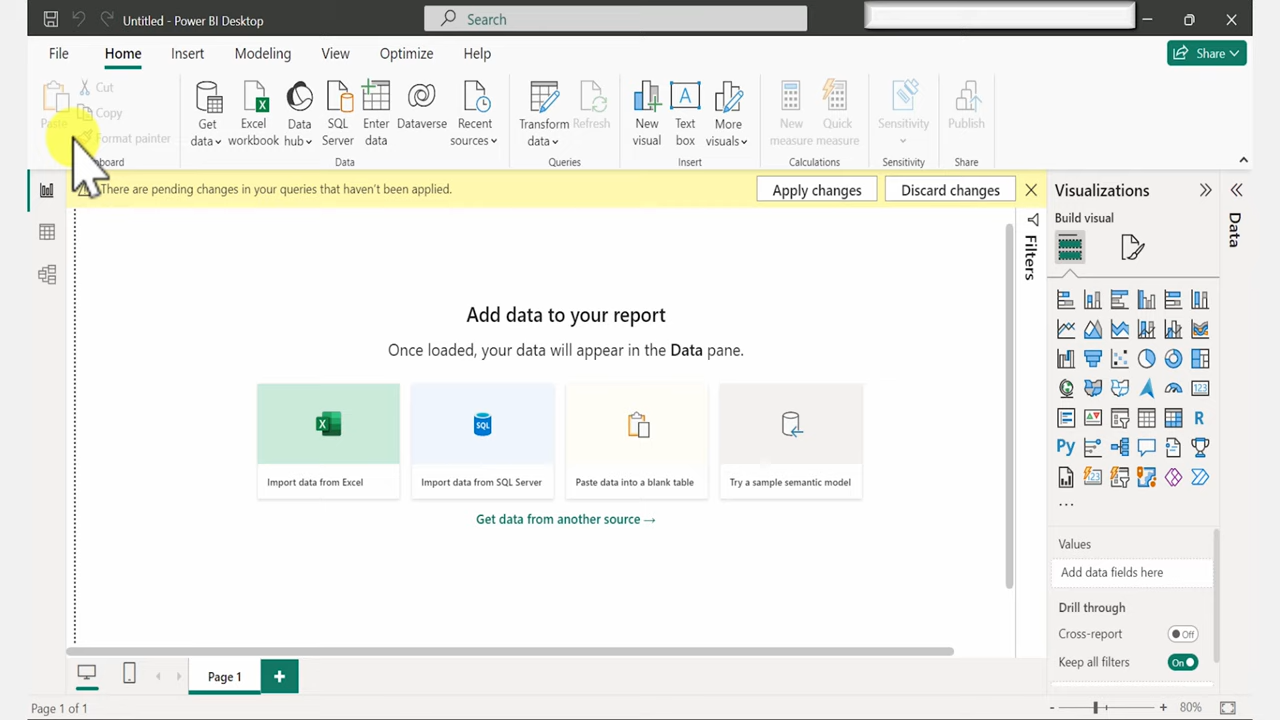 Untitled - Power BI Desktop
Search
File Home Insert Modeling View Optimize Help
Share
Paste
Cut
Copy
Format painter
Get data
Excel workbook
Data hub
SQL Server
Enter data
Dataverse
Recent sources
Transform data
Refresh
New visual
Text box
More visuals
New measure
Quick measure
Sensitivity
Publish
Data
Queries
Insert
Calculations
Sensitivity
Share
There are pending changes in your queries that haven't been applied.
Apply changes
Discard changes
Filters
Visualizations
Data
Build visual
Add data to your report
Once loaded, your data will appear in the Data pane.
SQL
Import data from Excel
Import data from SQL Server
Paste data into a blank table
Try a sample semantic model
Get data from another source →
123
R
Py
...
Values
Add data fields here
Drill through
Cross-report
Off
Keep all filters
On
Page 1
+
Page 1 of 1
- + 80%